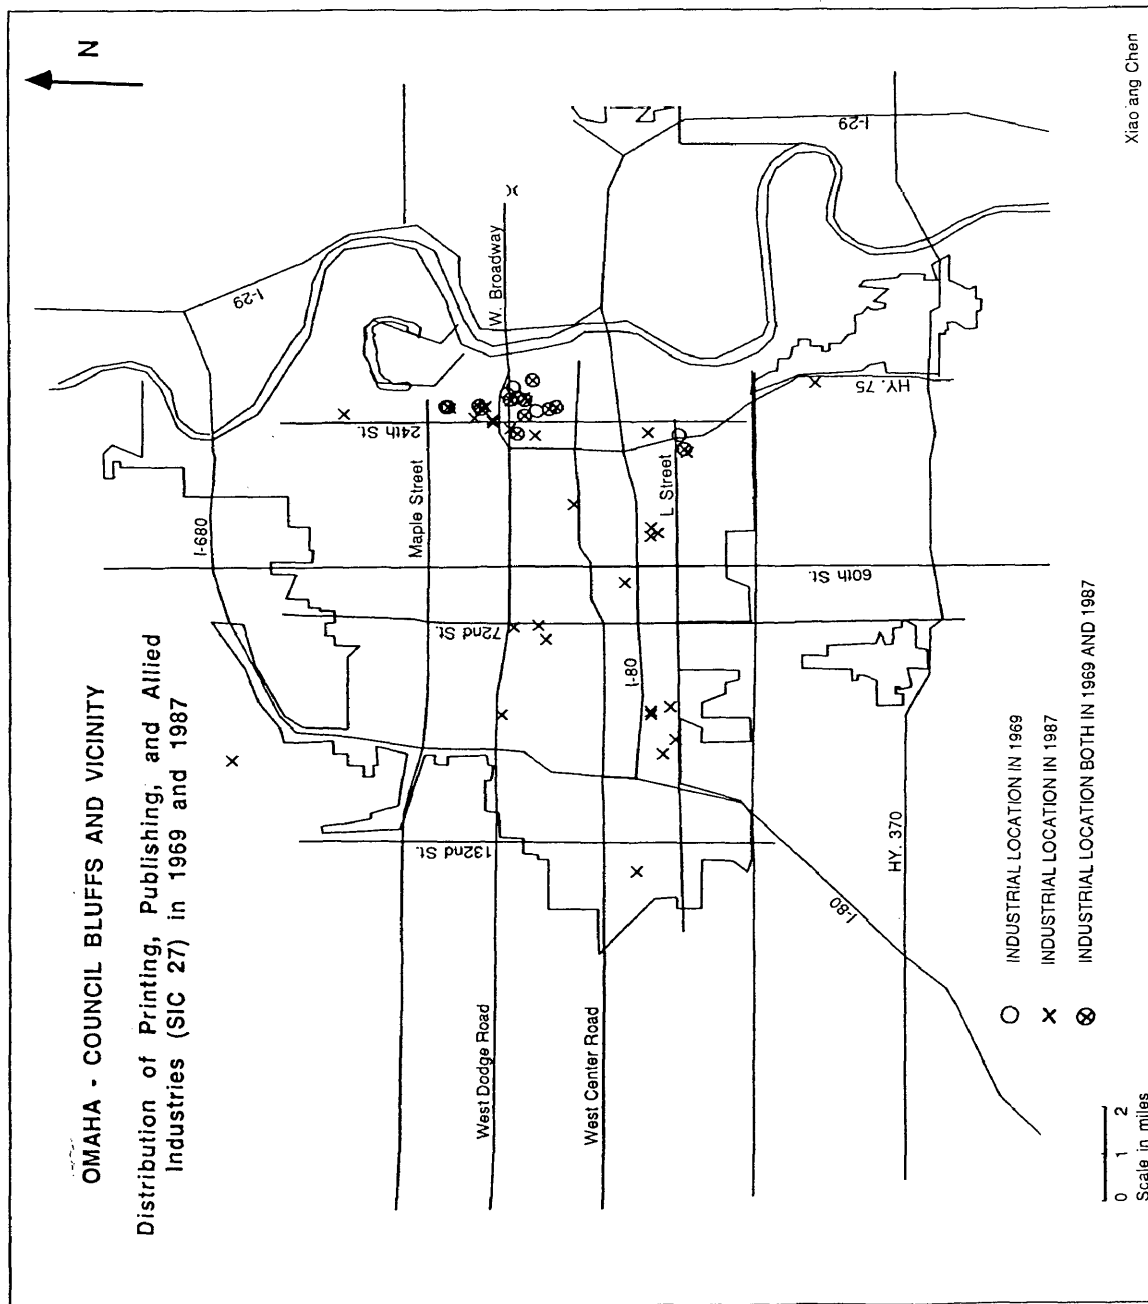 N
OMAHA - COUNCIL BLUFFS AND VICINITY
Distribution of Printing, Publishing, and Allied
Industries (SIC 27) in 1969 and 1987
I-680
I-29
Maple Street
24th St.
W. Broadway
72nd St.
132nd St.
West Dodge Road
West Center Road
I-80
L Street
60th St.
HY. 75
I-29
HY. 370
I-80
INDUSTRIAL LOCATION IN 1969
INDUSTRIAL LOCATION IN 1987
INDUSTRIAL LOCATION BOTH IN 1969 AND 1987
0 1 2
Scale in miles
Xiao ang Chen